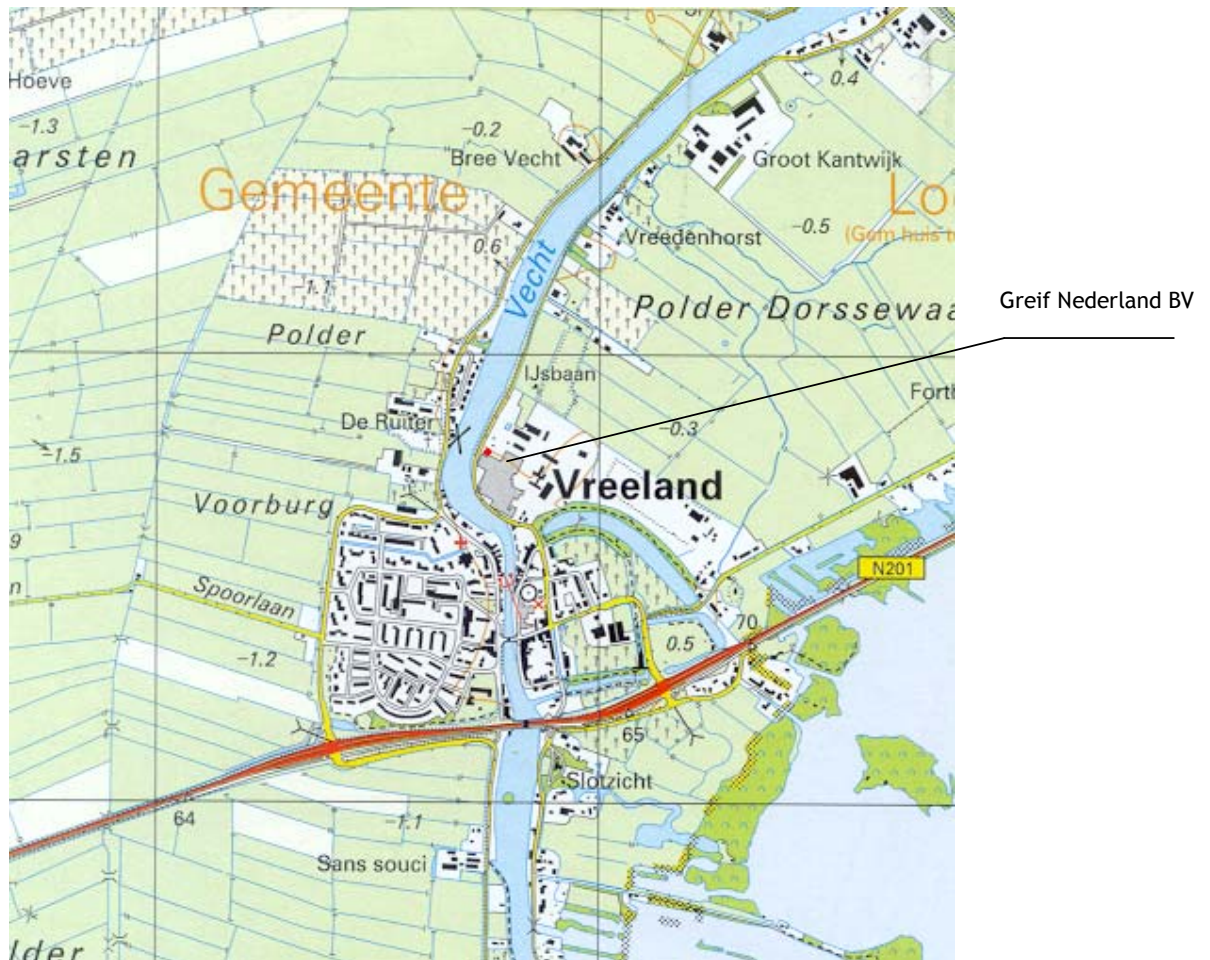 Hoeve
0.4
-1.3
-0.2
arsten
Bree Vecht
Groot Kantwijk
Gemeente
Lo
0.6
Vreedenhorst
-0.5
(Gem huis
Vecht
-1.1
Polder Dorssewaa
Greif Nederland BV
Polder
IJsbaan
Forth
De Ruiter
-0.3
-1.5
Vreeland
Voorburg
9
N201
n
Spoorlaan
70
0.5
-1.2
65
Slotzicht
64
-1.1
Sans souci
lder